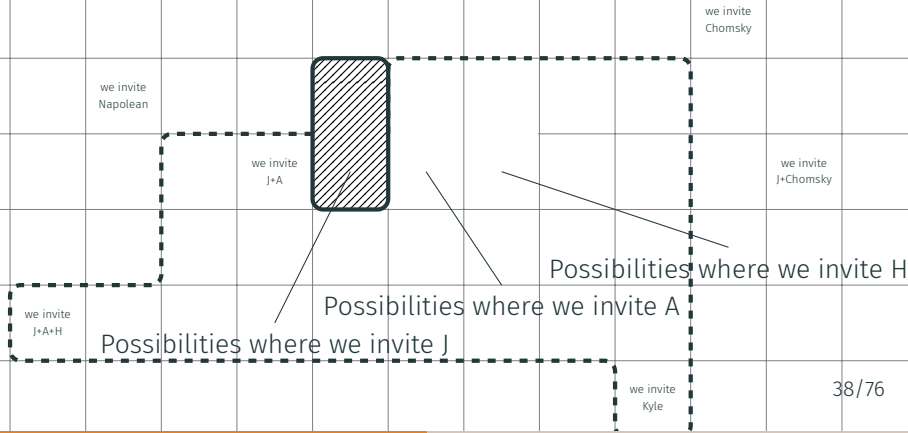 we invite
Chomsky
we invite
Napolean
we invite
J+A
we invite
J+Chomsky
Possibilities where we invite H
Possibilities where we invite A
we invite
J+A+H
Possibilities where we invite J
we invite
Kyle
38/76